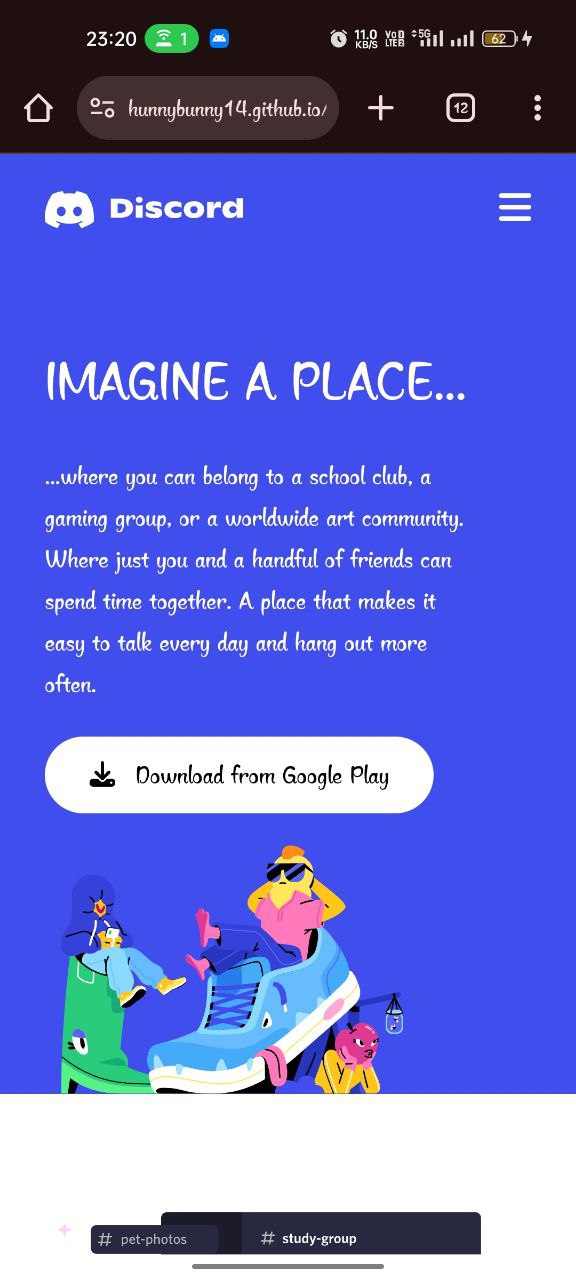 23:20 1 11.0 KB/S Vo LTE 2 5G 62
hunnybunny14.github.io/ 12
Discord
IMAGINE A PLACE...
...where you can belong to a school club, a
gaming group, or a worldwide art community.
Where just you and a handful of friends can
spend time together. A place that makes it
easy to talk every day and hang out more
often.
Download from Google Play
# pet-photos # study-group